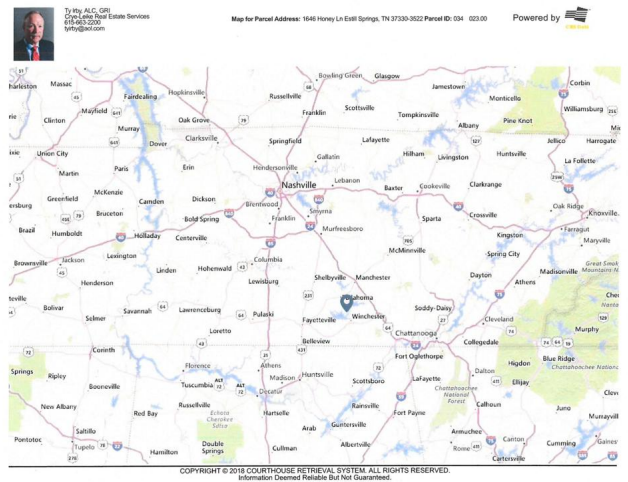 Ty Irby, ALC, GRI
Crye-Leike Real Estate Services
615-663-2200
tyirby@aol.com
Map for Parcel Address: 1646 Honey Ln Estill Springs, TN 37330-3522 Parcel ID: 034 023.00
Powered by
Bowling Green Glasgow
harleston Massac Hopkinsville Russellville Jamestown Monticello Corbin
Mayfield Fairdealing Franklin Scottsville Tompkinsville Williamsburg
Clinton Murray Oak Grove Albany Pine Knot
Dover Clarksville Springfield Lafayette Jellico Harrogate
Union City Paris Erin Gallatin Hilham Livingston Huntsville La Follette
Martin Hendersonville
Greenfield McKenzie Camden Dickson Nashville Lebanon Baxter Cookeville Clarkrange Oak Ridge
Bruceton Bold Spring Brentwood Smyrna Sparta Crossville Knoxville
Brazil Humboldt Holladay Centerville Franklin Murfreesboro Kingston Farragut
Maryville
Brownsville Jackson Lexington Linden Hohenwald Columbia McMinnville Spring City
Henderson Lewisburg Shelbyville Manchester Dayton Madisonville
Athens
Bolivar Selmer Savannah Lawrenceburg Pulaski Fayetteville Winchester Soddy-Daisy Cleveland Murphy
Loretto Belleview Chattanooga Collegedale
Corinth Florence Athens Huntsville Fort Oglethorpe Higdon Blue Ridge
Springs Ripley Booneville Tuscumbia Madison Scottsboro LaFayette Dalton Ellijay
Decatur
New Albany Red Bay Russellville Hartselle Rainsville Fort Payne Chattahoochee National Forest Calhoun Juno
Saltillo Arab Guntersville Armuchee Canton
Pontotoc Tupelo Hamilton Double Springs Cullman Albertville Rome Cartersville Cumming
COPYRIGHT © 2018 COURTHOUSE RETRIEVAL SYSTEM. ALL RIGHTS RESERVED.
Information Deemed Reliable But Not Guaranteed.